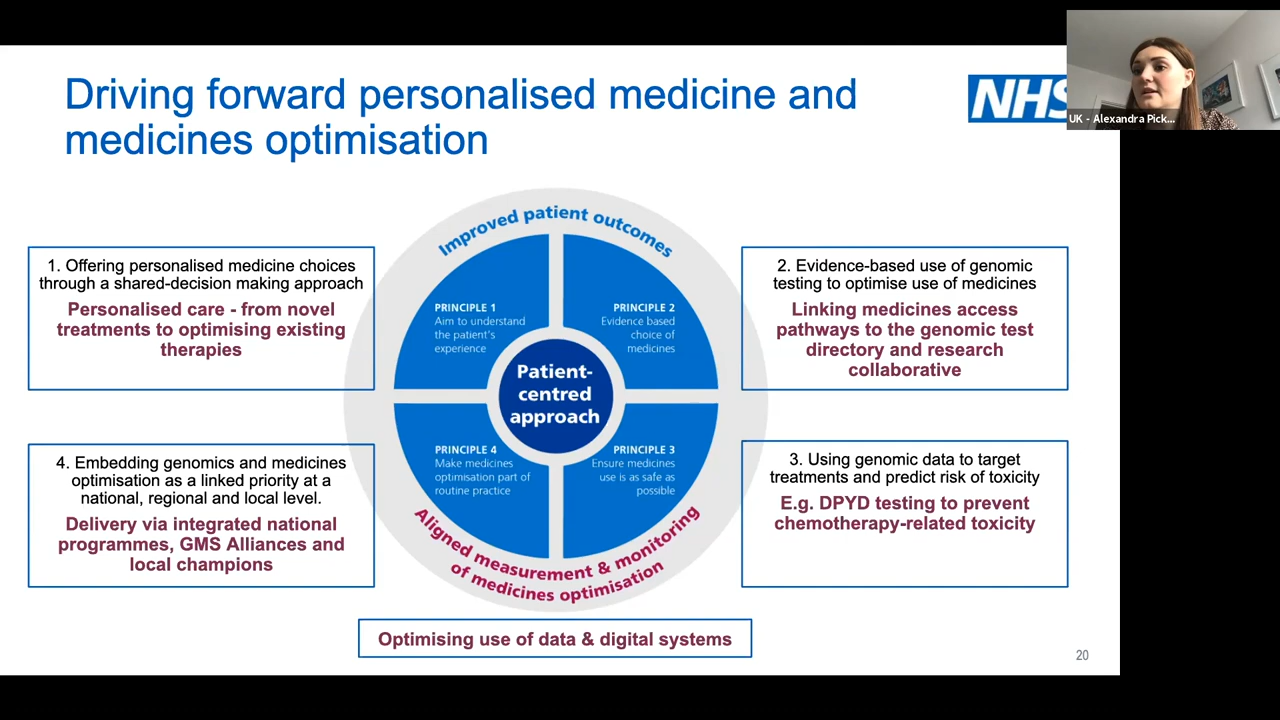 Driving forward personalised medicine and
medicines optimisation
NHS
UK - Alexandra Pick...
Improved patient outcomes
1. Offering personalised medicine choices
through a shared-decision making approach
Personalised care - from novel
treatments to optimising existing
therapies
2. Evidence-based use of genomic
testing to optimise use of medicines
Linking medicines access
pathways to the genomic test
directory and research
collaborative
PRINCIPLE 1
Aim to understand
the patient's
experience
PRINCIPLE 2
Evidence based
choice of
medicines
Patient-
centred
approach
4. Embedding genomics and medicines
optimisation as a linked priority at a
national, regional and local level.
Delivery via integrated national
programmes, GMS Alliances and
local champions
PRINCIPLE 4
Make medicines
optimisation part of
routine practice
PRINCIPLE 3
Ensure medicines
use is as safe as
possible
3. Using genomic data to target
treatments and predict risk of toxicity
E.g. DPYD testing to prevent
chemotherapy-related toxicity
Aligned measurement & monitoring
of medicines optimisation
Optimising use of data & digital systems
20